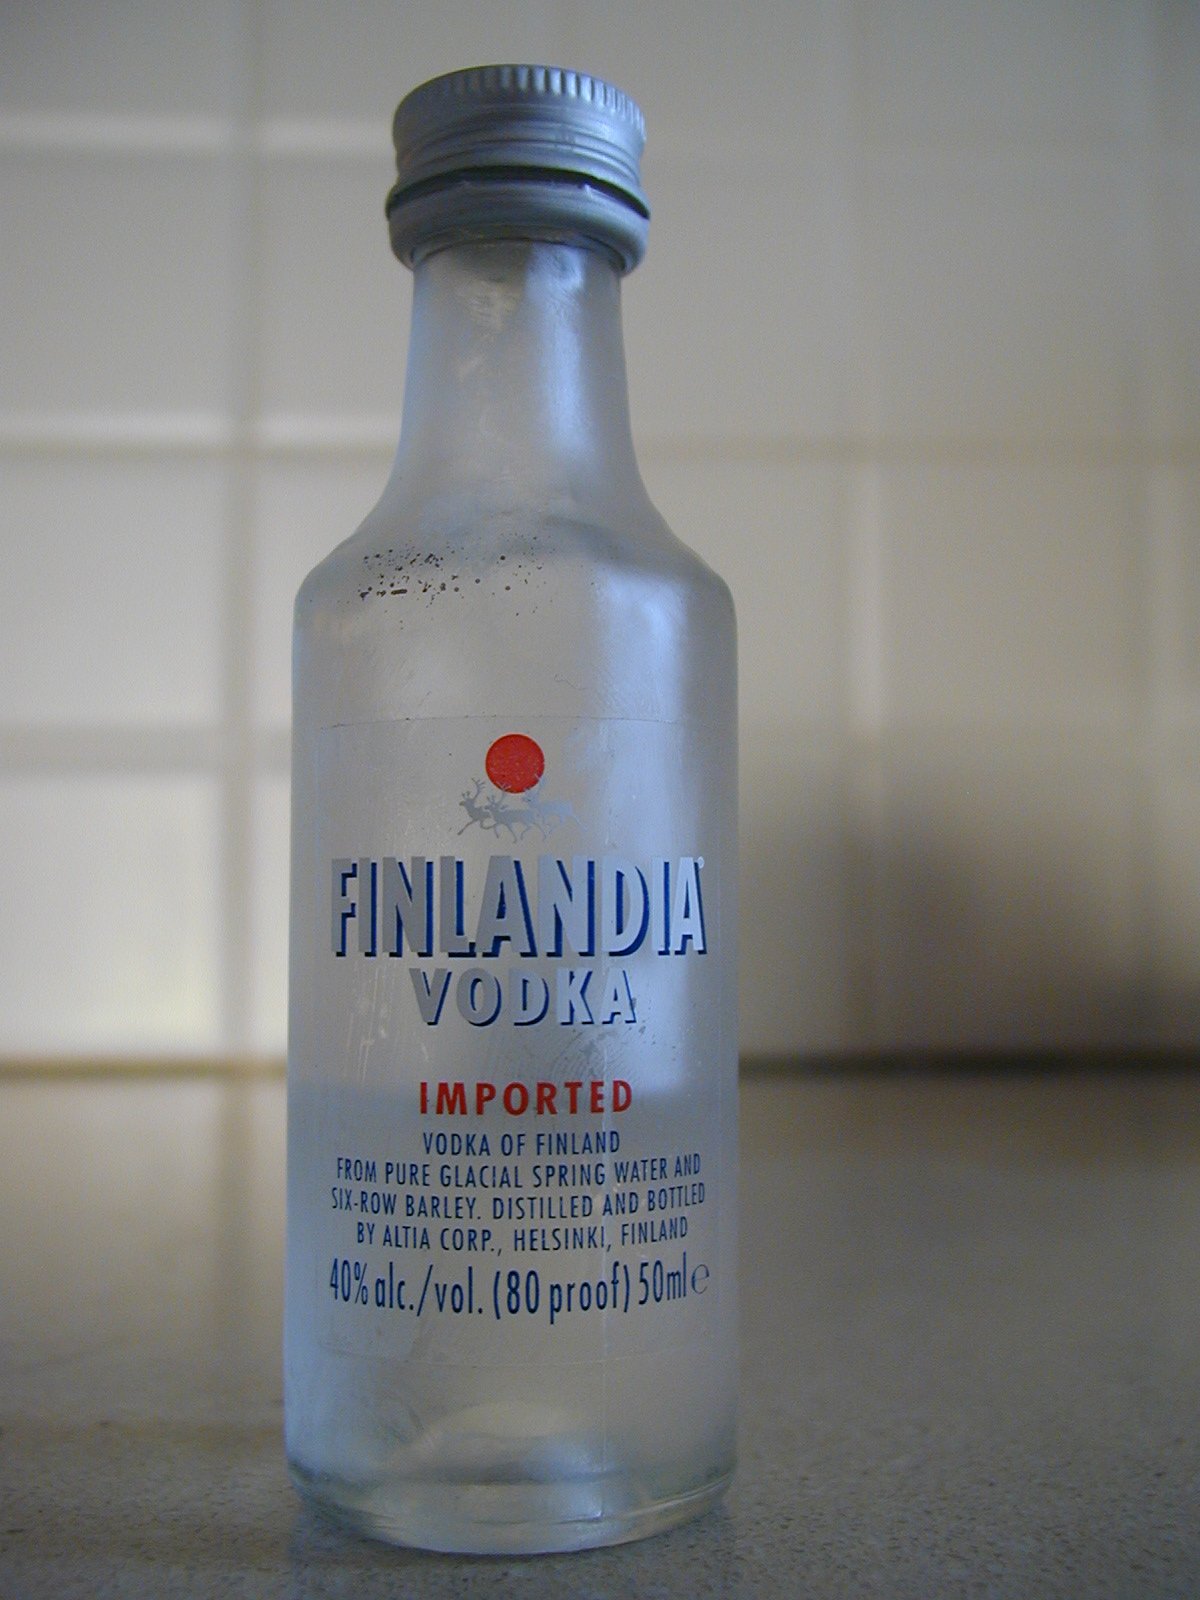 FINLANDIA®
VODKA
IMPORTED
VODKA OF FINLAND
FROM PURE GLACIAL SPRING WATER AND
SIX-ROW BARLEY. DISTILLED AND BOTTLED
BY ALTIA CORP., HELSINKI, FINLAND
40% alc./vol. (80 proof) 50ml ℮